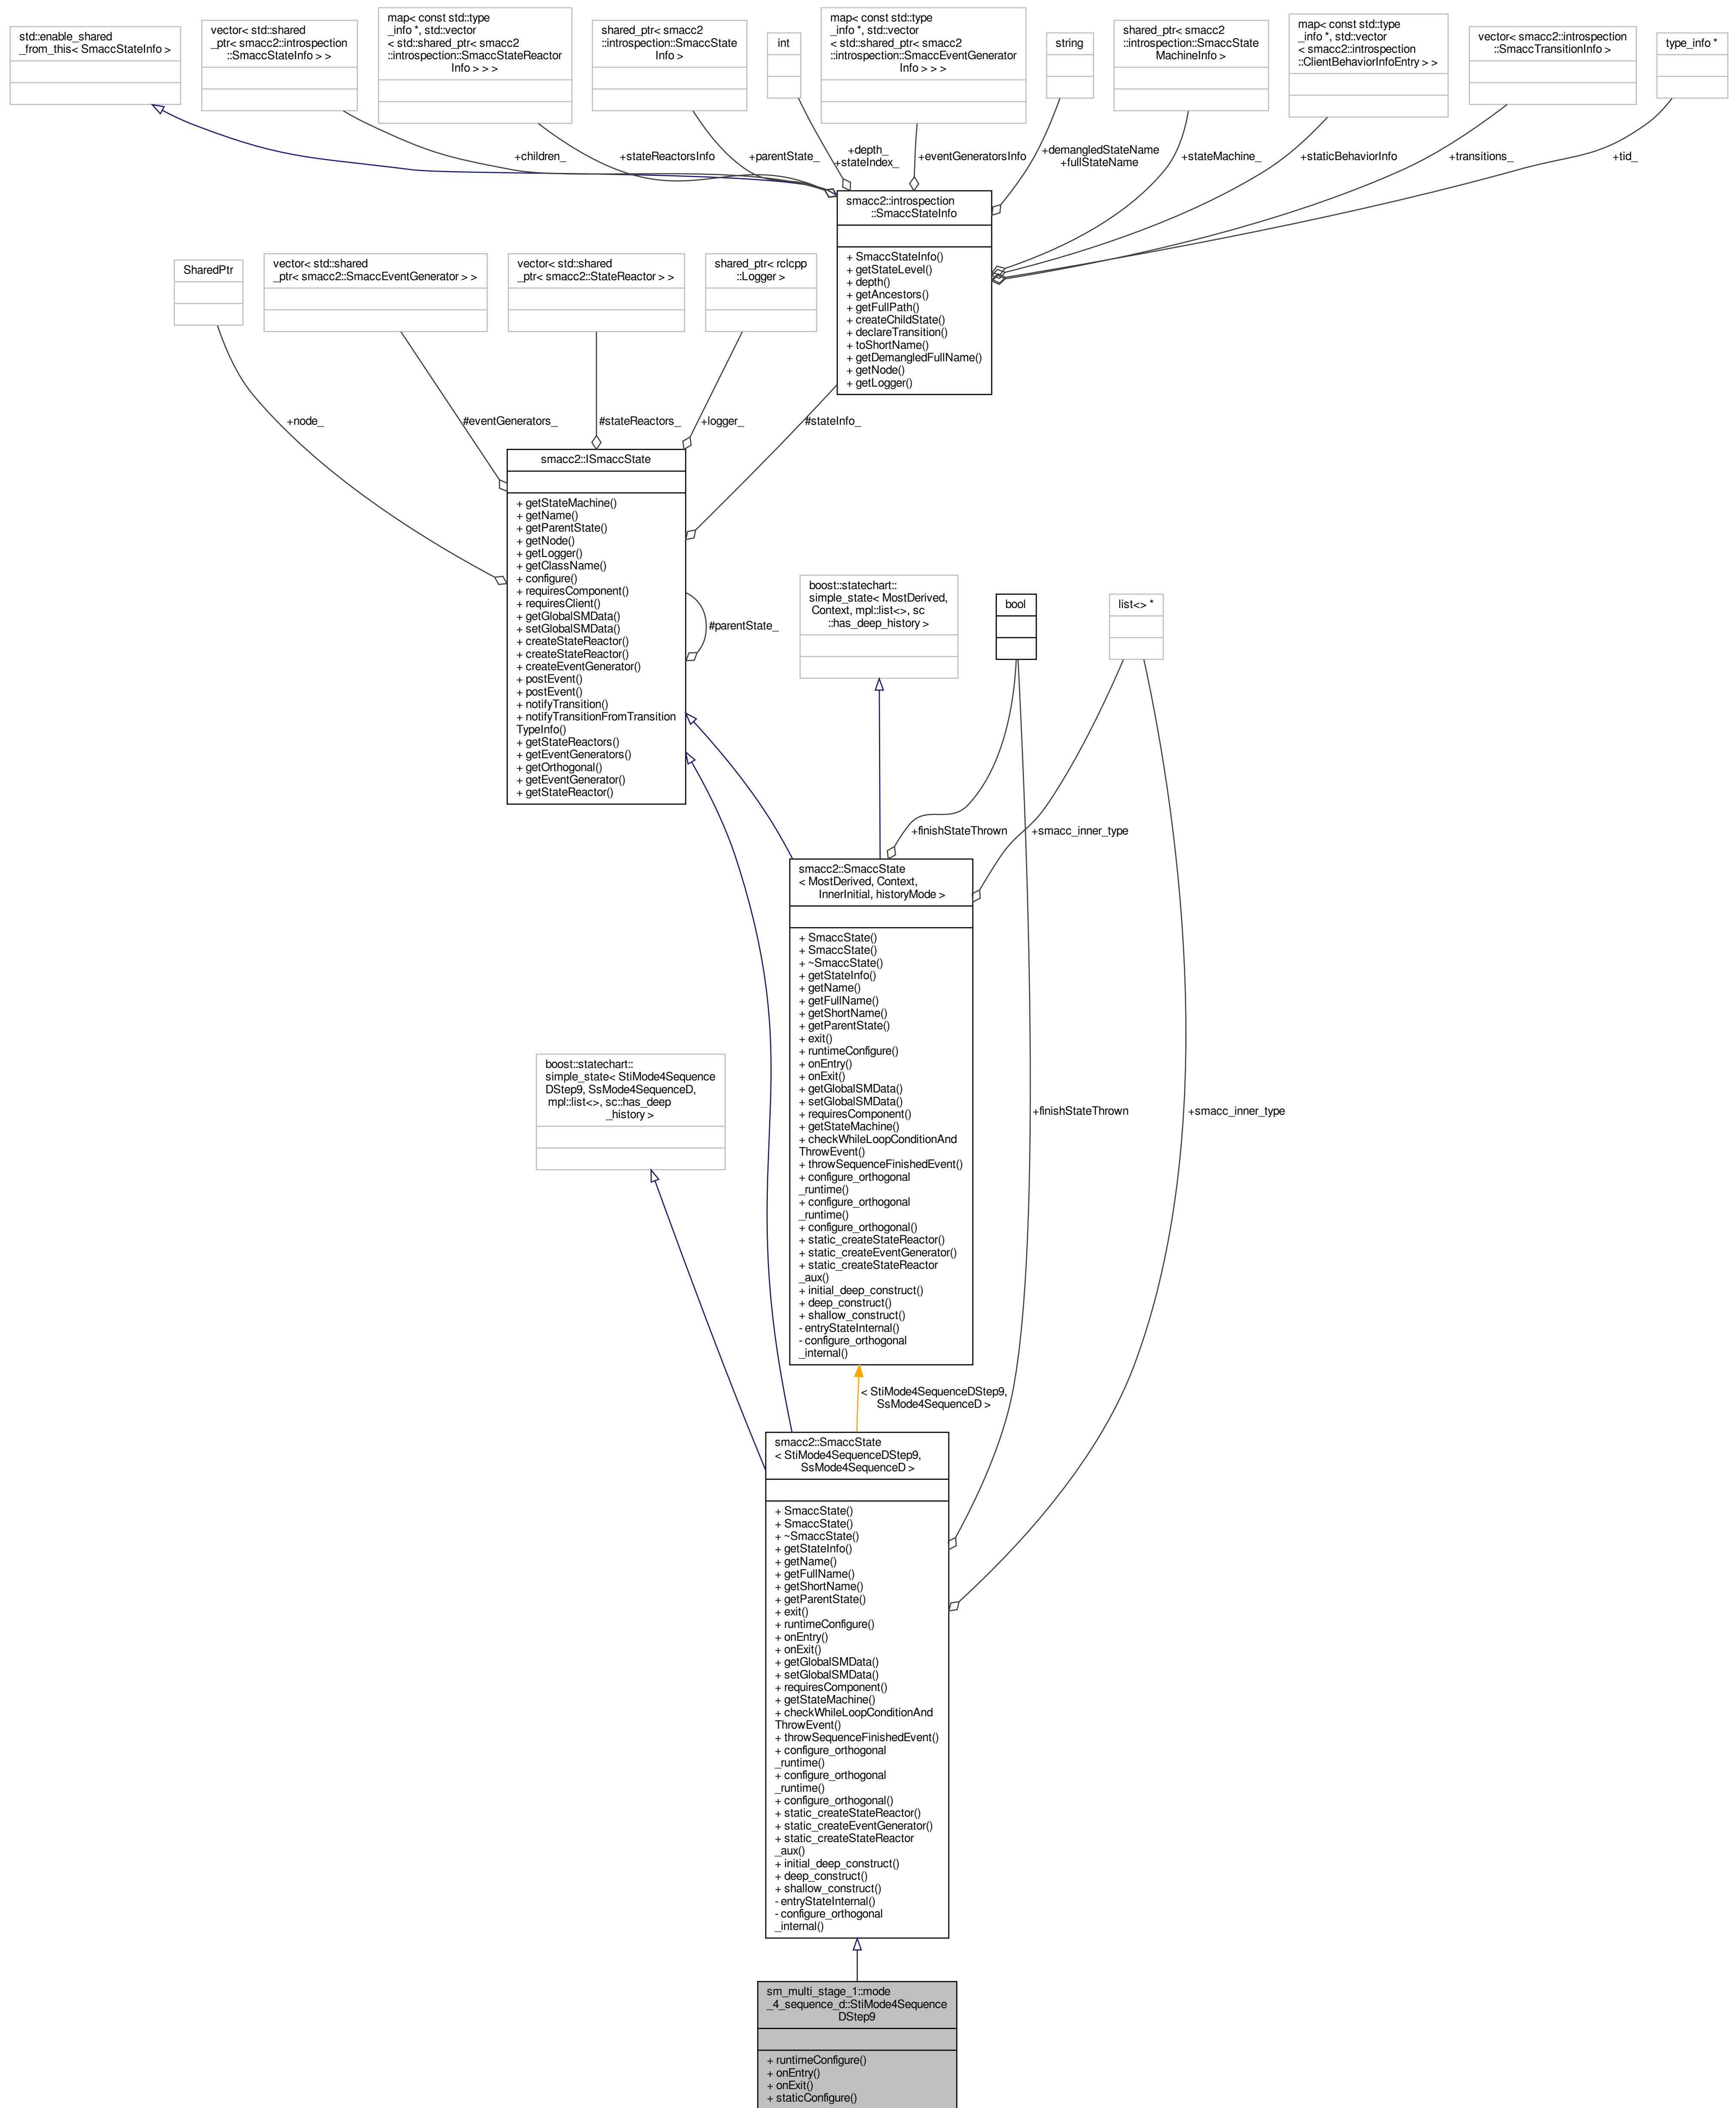 std::enable_shared
_from_this< SmaccStateInfo >
vector< std::shared
_ptr< smacc2::introspection
::SmaccStateInfo > >
map< const std::type
_info *, std::vector
< std::shared_ptr< smacc2
::introspection::SmaccStateReactor
Info > > >
shared_ptr< smacc2
::introspection::SmaccState
Info >
int
map< const std::type
_info *, std::vector
< std::shared_ptr< smacc2
::introspection::SmaccEventGenerator
Info > > >
string
shared_ptr< smacc2
::introspection::SmaccState
MachineInfo >
map< const std::type
_info *, std::vector
< smacc2::introspection
::ClientBehaviorInfoEntry > >
vector< smacc2::introspection
::SmaccTransitionInfo >
type_info *
+children_
+stateReactorsInfo
+parentState_
+depth_
+stateIndex_
+eventGeneratorsInfo
+demangledStateName
+fullStateName
+stateMachine_
+staticBehaviorInfo
+transitions_
+tid_
smacc2::introspection
::SmaccStateInfo
+ SmaccStateInfo()
+ getStateLevel()
+ depth()
+ getAncestors()
+ getFullPath()
+ createChildState()
+ declareTransition()
+ toShortName()
+ getDemangledFullName()
+ getNode()
+ getLogger()
SharedPtr
vector< std::shared
_ptr< smacc2::SmaccEventGenerator > >
vector< std::shared
_ptr< smacc2::StateReactor > >
shared_ptr< rclcpp
::Logger >
+node_
#eventGenerators_
#stateReactors_
+logger_
#stateInfo_
smacc2::ISmaccState
+ getStateMachine()
+ getName()
+ getParentState()
+ getNode()
+ getLogger()
+ getClassName()
+ configure()
+ requiresComponent()
+ requiresClient()
+ getGlobalSMData()
+ setGlobalSMData()
+ createStateReactor()
+ createStateReactor()
+ createEventGenerator()
+ postEvent()
+ postEvent()
+ notifyTransition()
+ notifyTransitionFromTransition
TypeInfo()
+ getStateReactors()
+ getEventGenerators()
+ getOrthogonal()
+ getEventGenerator()
+ getStateReactor()
#parentState_
boost::statechart::
simple_state< MostDerived,
Context, mpl::list<>, sc
::has_deep_history >
bool
list<> *
+finishStateThrown
+smacc_inner_type
smacc2::SmaccState
< MostDerived, Context,
InnerInitial, historyMode >
+ SmaccState()
+ SmaccState()
+ ~SmaccState()
+ getStateInfo()
+ getName()
+ getFullName()
+ getShortName()
+ getParentState()
+ exit()
+ runtimeConfigure()
+ onEntry()
+ onExit()
+ getGlobalSMData()
+ setGlobalSMData()
+ requiresComponent()
+ getStateMachine()
+ checkWhileLoopConditionAnd
ThrowEvent()
+ throwSequenceFinishedEvent()
+ configure_orthogonal
_runtime()
+ configure_orthogonal
_runtime()
+ configure_orthogonal()
+ static_createStateReactor()
+ static_createEventGenerator()
+ static_createStateReactor
_aux()
+ initial_deep_construct()
+ deep_construct()
+ shallow_construct()
- entryStateInternal()
- configure_orthogonal
_internal()
boost::statechart::
simple_state< StiMode4Sequence
DStep9, SsMode4SequenceD,
mpl::list<>, sc::has_deep
_history >
+finishStateThrown
+smacc_inner_type
< StiMode4SequenceDStep9,
SsMode4SequenceD >
smacc2::SmaccState
< StiMode4SequenceDStep9,
SsMode4SequenceD >
+ SmaccState()
+ SmaccState()
+ ~SmaccState()
+ getStateInfo()
+ getName()
+ getFullName()
+ getShortName()
+ getParentState()
+ exit()
+ runtimeConfigure()
+ onEntry()
+ onExit()
+ getGlobalSMData()
+ setGlobalSMData()
+ requiresComponent()
+ getStateMachine()
+ checkWhileLoopConditionAnd
ThrowEvent()
+ throwSequenceFinishedEvent()
+ configure_orthogonal
_runtime()
+ configure_orthogonal
_runtime()
+ configure_orthogonal()
+ static_createStateReactor()
+ static_createEventGenerator()
+ static_createStateReactor
_aux()
+ initial_deep_construct()
+ deep_construct()
+ shallow_construct()
- entryStateInternal()
- configure_orthogonal
_internal()
sm_multi_stage_1::mode
_4_sequence_d::StiMode4Sequence
DStep9
+ runtimeConfigure()
+ onEntry()
+ onExit()
+ staticConfigure()